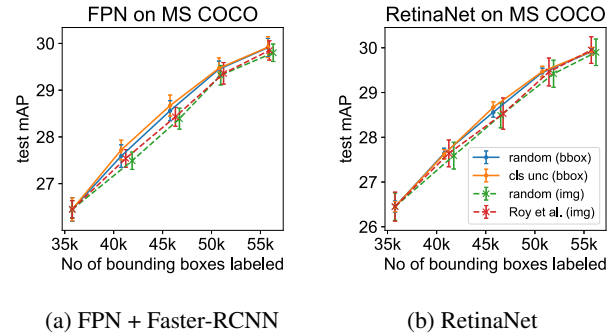 FPN on MS COCO
test mAP
30
29
28
27
35k 40k 45k 50k 55k
No of bounding boxes labeled
(a) FPN + Faster-RCNN
RetinaNet on MS COCO
test mAP
30
29
28
27
26
random (bbox)
cls unc (bbox)
random (img)
Roy et al. (img)
35k 40k 45k 50k 55k
No of bounding boxes labeled
(b) RetinaNet